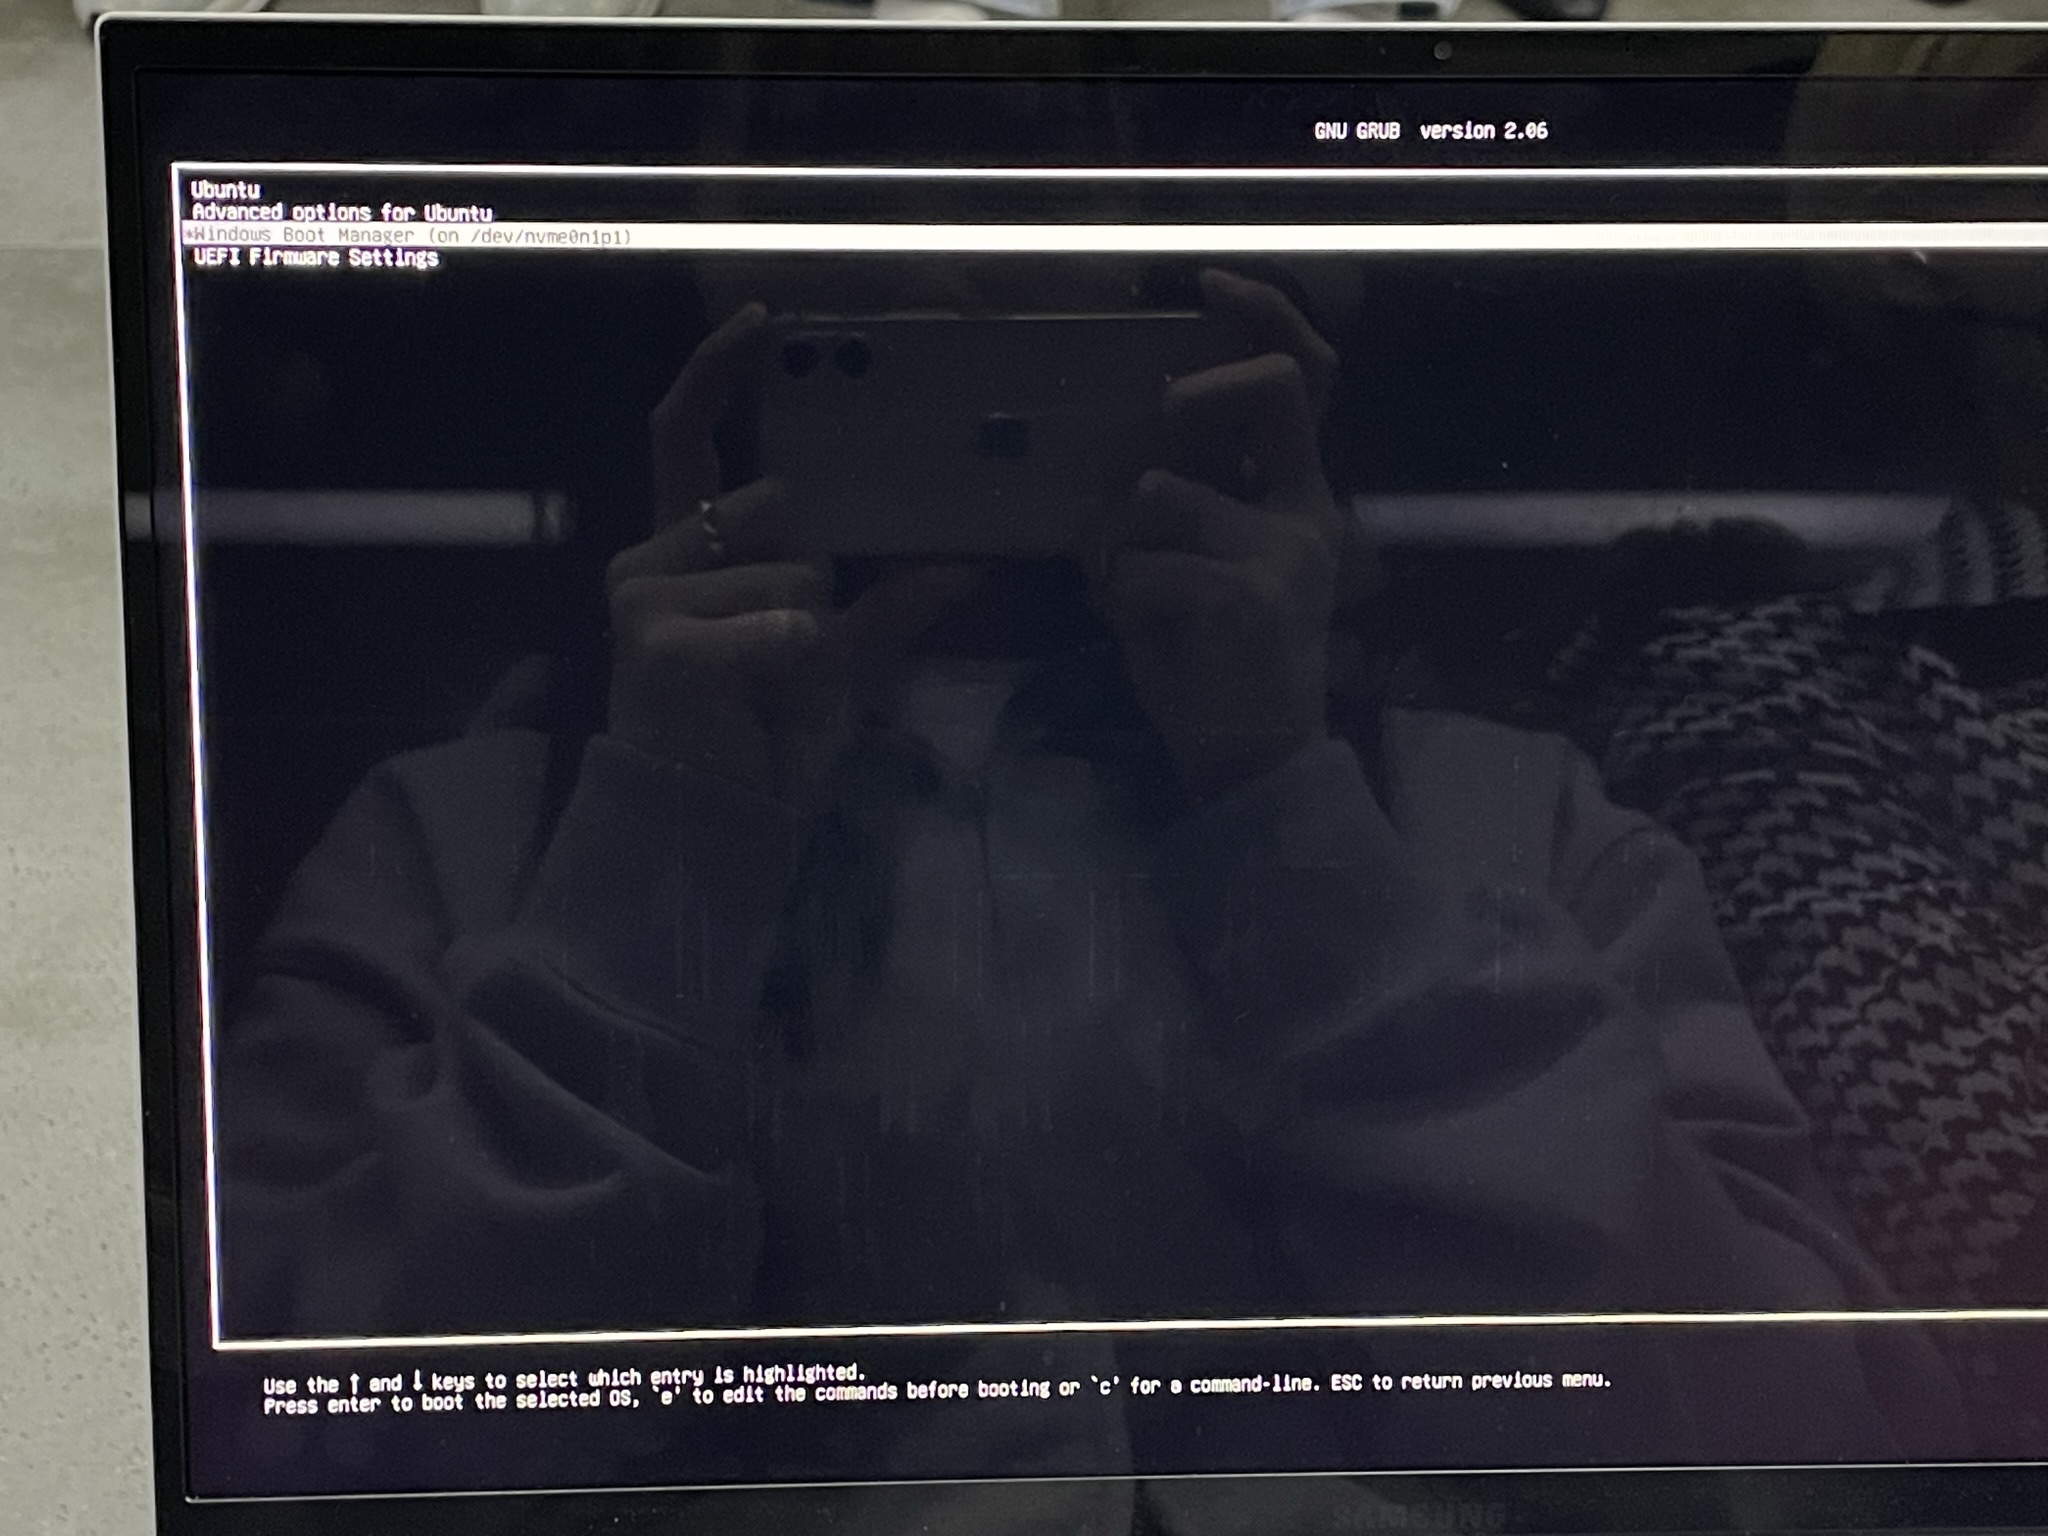 GNU GRUB version 2.06
Ubuntu
Advanced options for Ubuntu
*Windows Boot Manager (on /dev/nvme0n1p1)
UEFI Firmware Settings
Use the ↑ and ↓ keys to select which entry is highlighted.
Press enter to boot the selected OS, `e' to edit the commands before booting or `c' for a command-line. ESC to return previous menu.
SAMSUNG